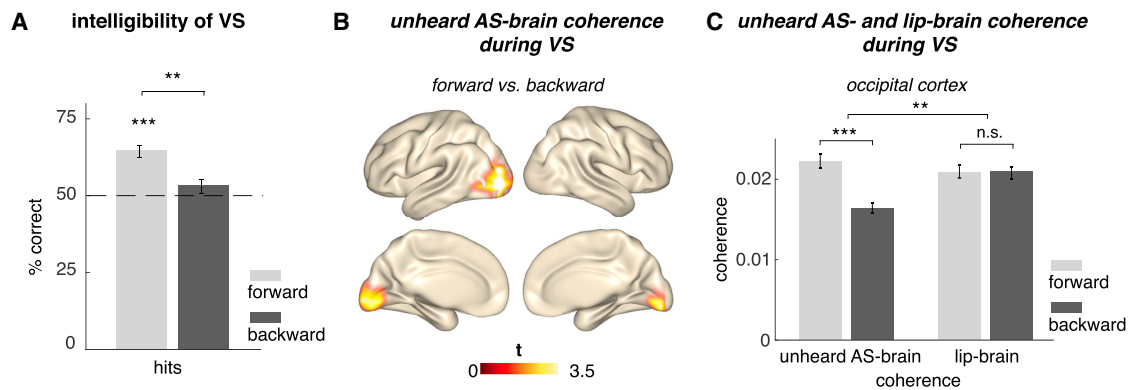 A
intelligibility of VS
**
***
75
50
25
0
% correct
hits
forward
backward
B
unheard AS-brain coherence
during VS
forward vs. backward
t
0
3.5
C
unheard AS- and lip-brain coherence
during VS
occipital cortex
**
***
n.s.
0.02
0.01
0
coherence
unheard AS-brain
lip-brain
coherence
forward
backward